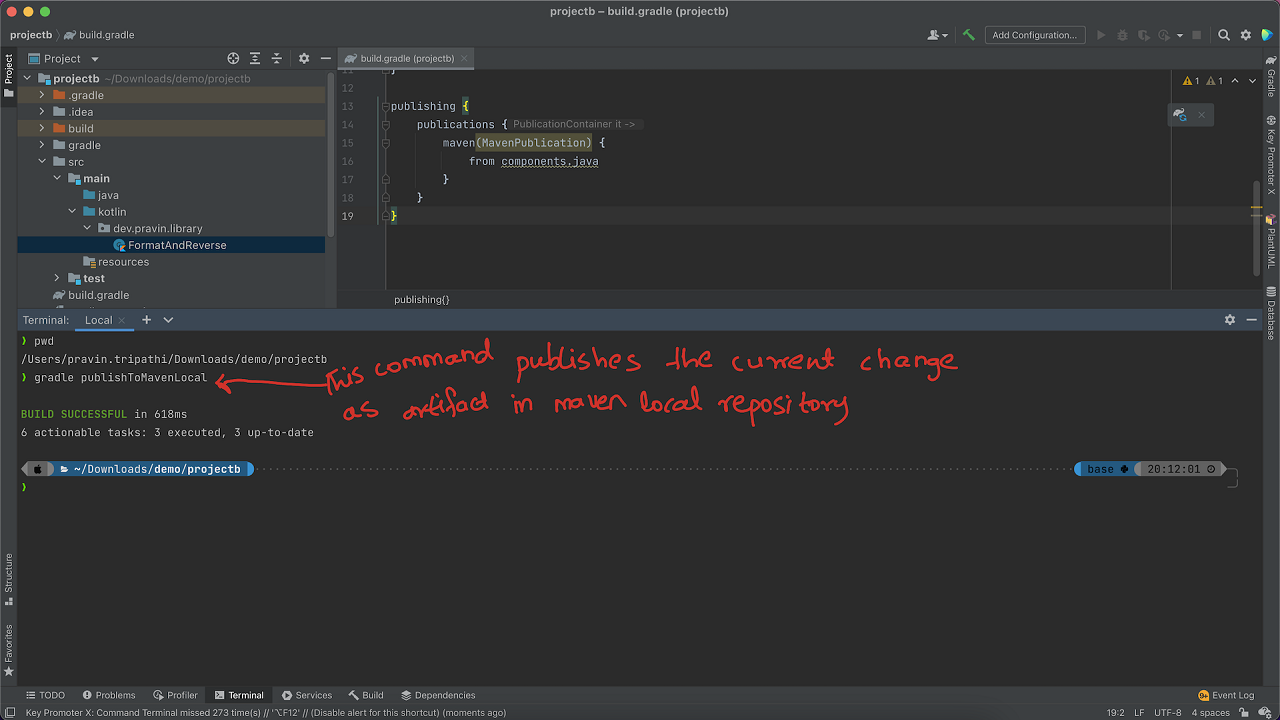 projectb – build.gradle (projectb)
projectb › build.gradle
Add Configuration...
Project
Project
projectb ~/Downloads/demo/projectb
.gradle
.idea
build
gradle
src
main
java
kotlin
dev.pravin.library
FormatAndReverse
resources
test
build.gradle
build.gradle (projectb)
11 }
12
13 publishing {
14 publications { PublicationContainer it ->
15 maven(MavenPublication) {
16 from components.java
17 }
18 }
19 }
1 1
publishing{}
Gradle
Key Promoter X
PlantUML
Database
Terminal: Local × +
❯ pwd
/Users/pravin.tripathi/Downloads/demo/projectb
❯ gradle publishToMavenLocal
This command publishes the current change
as artifact in maven local repository
BUILD SUCCESSFUL in 618ms
6 actionable tasks: 3 executed, 3 up-to-date
~/Downloads/demo/projectb
base 20:12:01
❯
Structure
Favorites
TODO Problems Profiler Terminal Services Build Dependencies
9+ Event Log
Key Promoter X: Command Terminal missed 273 time(s) // '⌥F12' // (Disable alert for this shortcut) (moments ago)
19:2 LF UTF-8 4 spaces